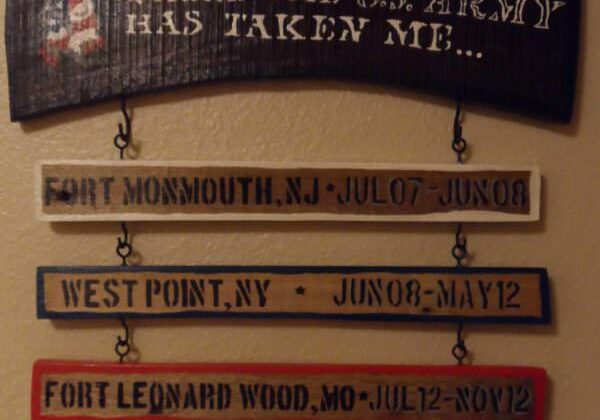 U.S. ARMY
HAS TAKEN ME...
FORT MONMOUTH, NJ * JUL07-JUN08
WEST POINT, NY * JUN08-MAY12
FORT LEONARD WOOD, MO * JUL12-NOV12